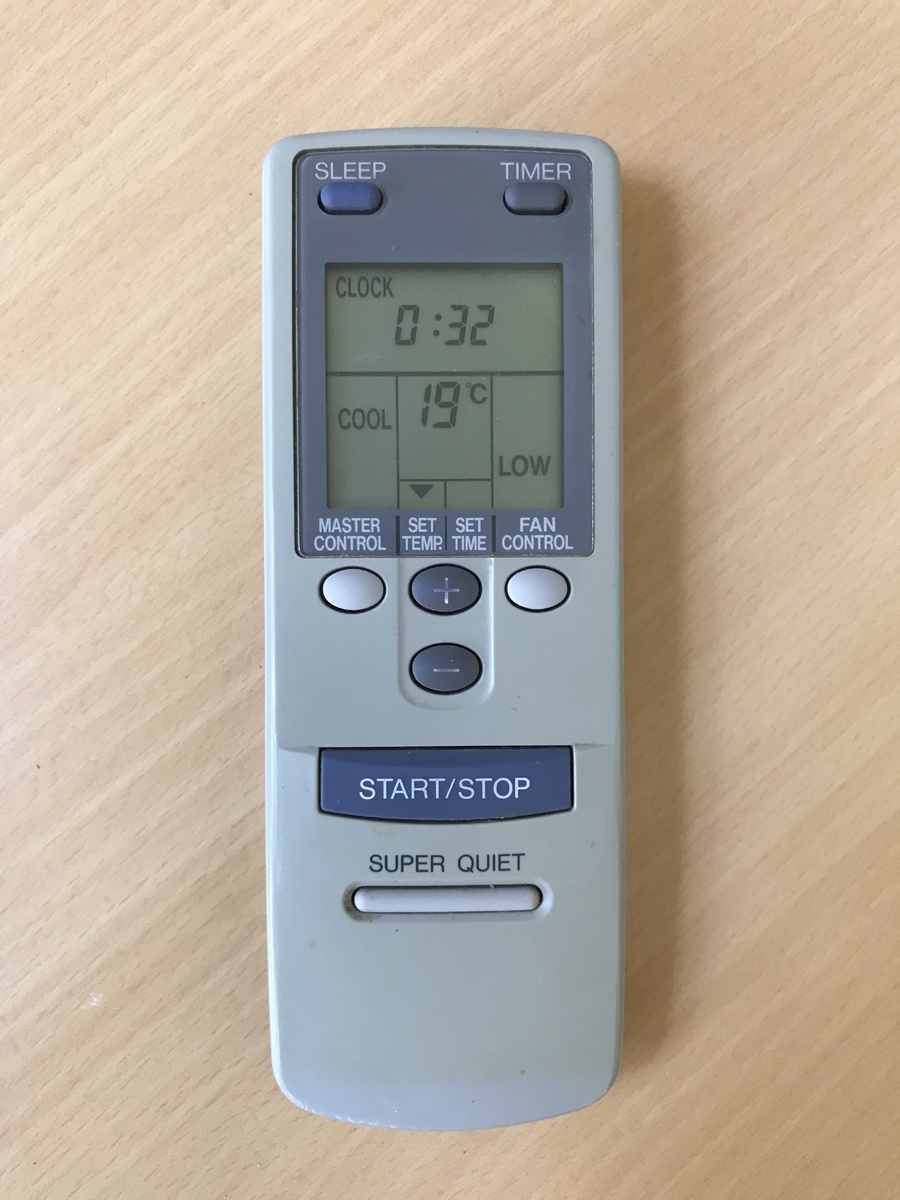 SLEEP TIMER
CLOCK
0:32
19°C
COOL
LOW
MASTER CONTROL
SET TEMP.
SET TIME
FAN CONTROL
+
−
START/STOP
SUPER QUIET